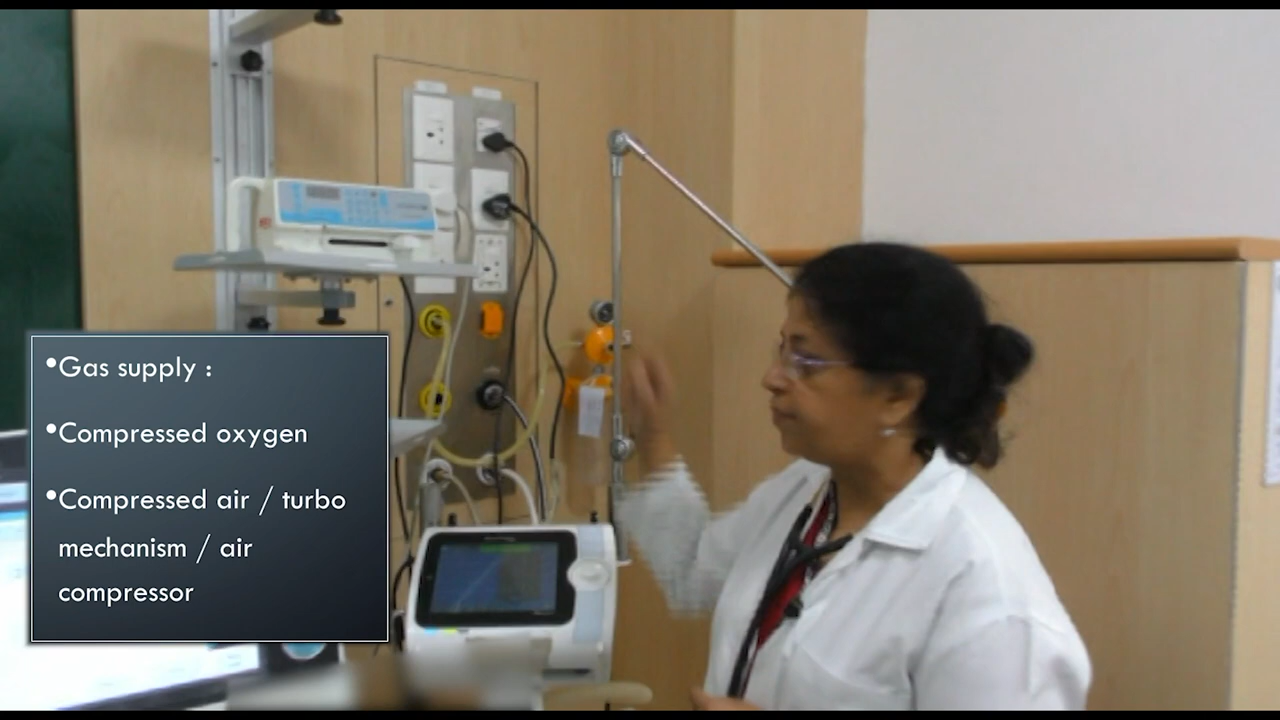 •Gas supply :
•Compressed oxygen
•Compressed air / turbo
mechanism / air
compressor